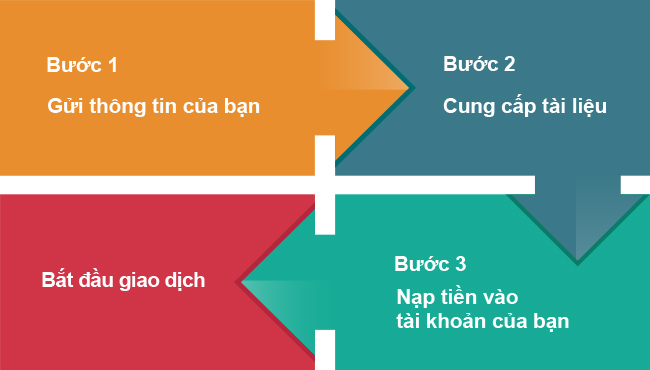 Bước 1
Gửi thông tin của bạn
Bước 2
Cung cấp tài liệu
Bước 3
Nạp tiền vào
tài khoản của bạn
Bắt đầu giao dịch